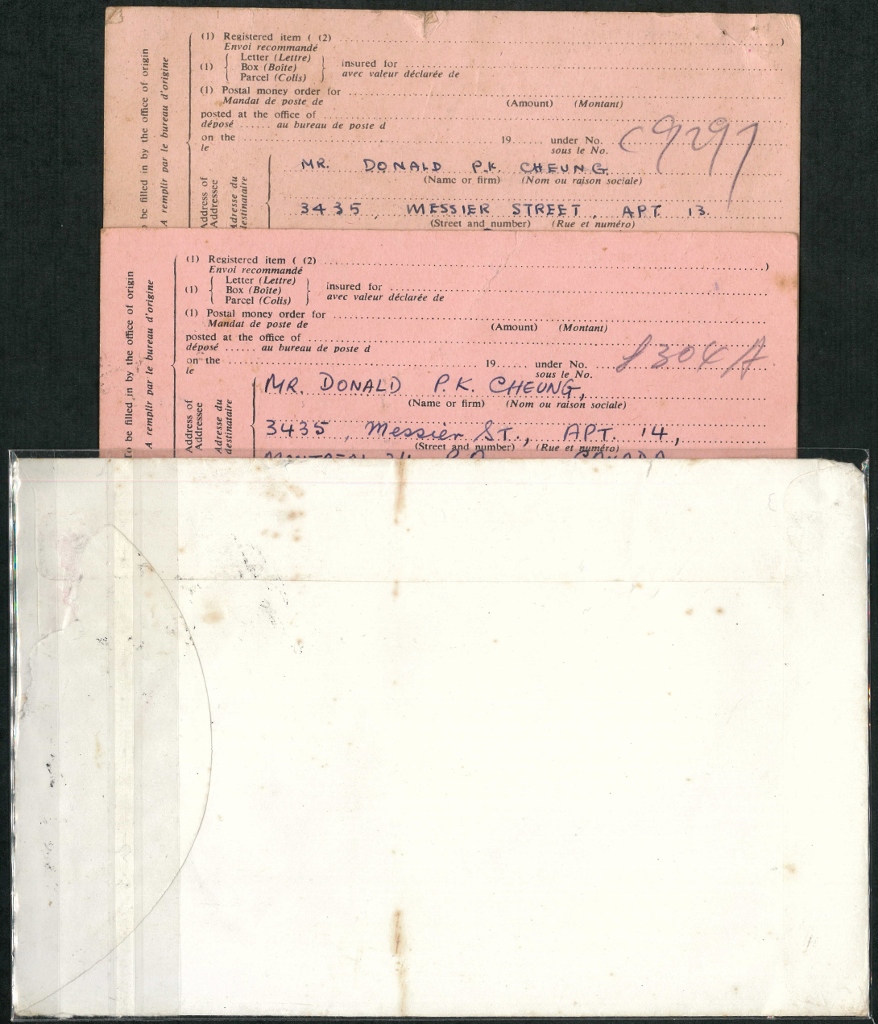 (1) Registered item ( (2) )
Envoi recommandé
Letter (Lettre)
(1) Box (Boîte) insured for
Parcel (Colis) avec valeur déclarée de
(1) Postal money order for
Mandat de poste de (Amount) (Montant)
posted at the office of
déposé ...... au bureau de poste d
on the 19 under No. C9297
le sous le No.
MR. DONALD P.K. CHEUNG
(Name or firm) (Nom ou raison sociale)
3435, MESSIER STREET, APT. 13.
(Street and number) (Rue et numéro)
be filled in by the office of origin
A remplir par le bureau d'origine
Address of
Addressee
Adresse du
destinataire
(1) Registered item ( (2) )
Envoi recommandé
Letter (Lettre)
(1) Box (Boîte) insured for
Parcel (Colis) avec valeur déclarée de
(1) Postal money order for
Mandat de poste de (Amount) (Montant)
posted at the office of
déposé ...... au bureau de poste d
on the 19 under No. 8304A
le sous le No.
MR. DONALD P.K. CHEUNG,
(Name or firm) (Nom ou raison sociale)
3435, Messier ST., APT. 14,
(Street and number) (Rue et numéro)
MONTREAL CANADA
To be filled in by the office of origin
A remplir par le bureau d'origine
Address of
Addressee
Adresse du
destinataire